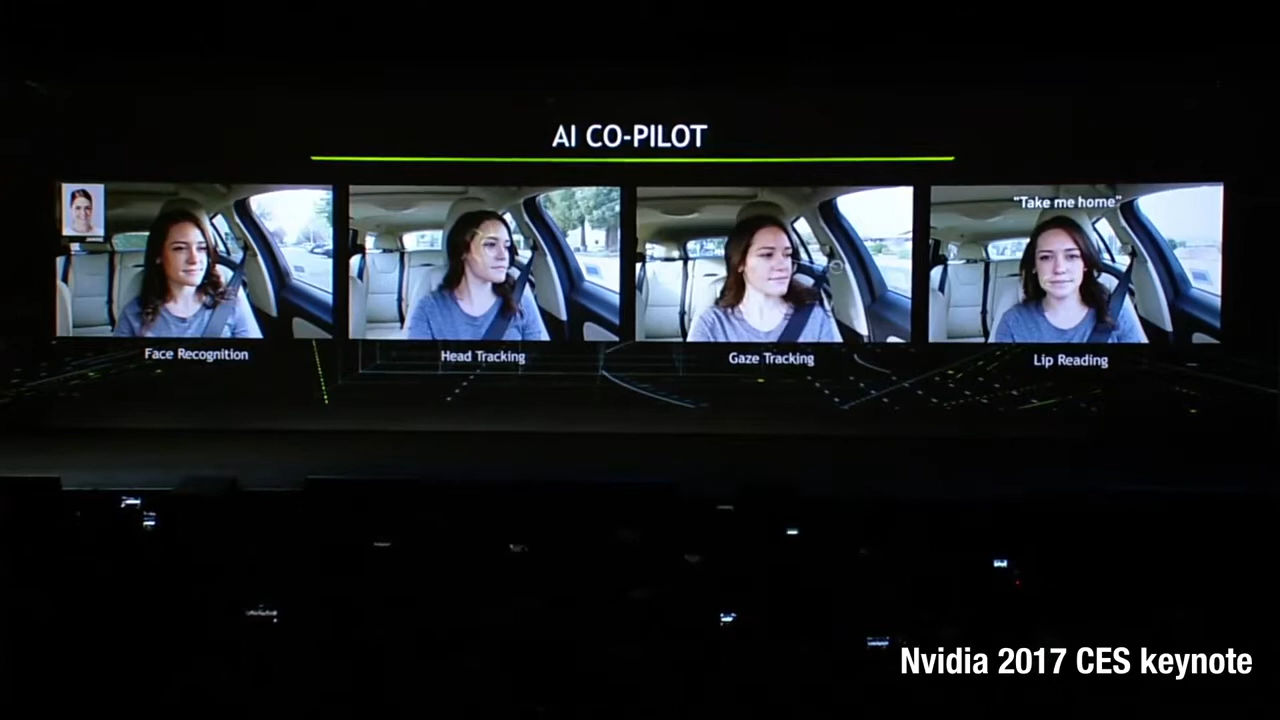 AI CO-PILOT
"Take me home"
Face Recognition
Head Tracking
Gaze Tracking
Lip Reading
Nvidia 2017 CES keynote